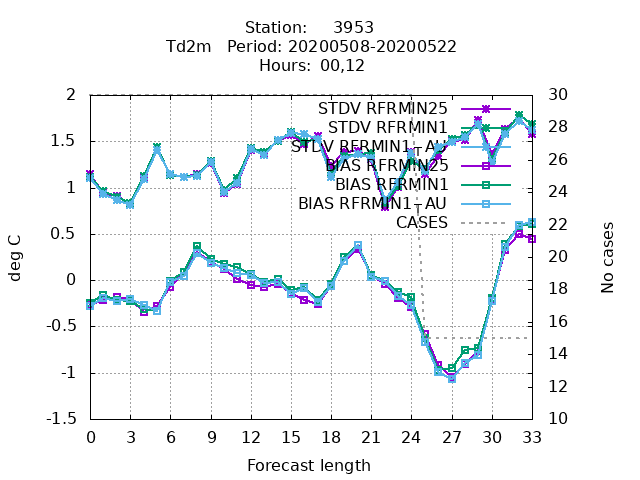 Station:     3953
Td2m   Period: 20200508-20200522
Hours:  00,12
2
1.5
1
0.5
0
-0.5
-1
-1.5
30
28
26
24
22
20
18
16
14
12
10
STDV RFRMIN25
STDV RFRMIN1
STDV RFRMIN1-AU
BIAS RFRMIN25
BIAS RFRMIN1
BIAS RFRMIN1-AU
CASES
deg C
No cases
0 3 6 9 12 15 18 21 24 27 30 33
Forecast length